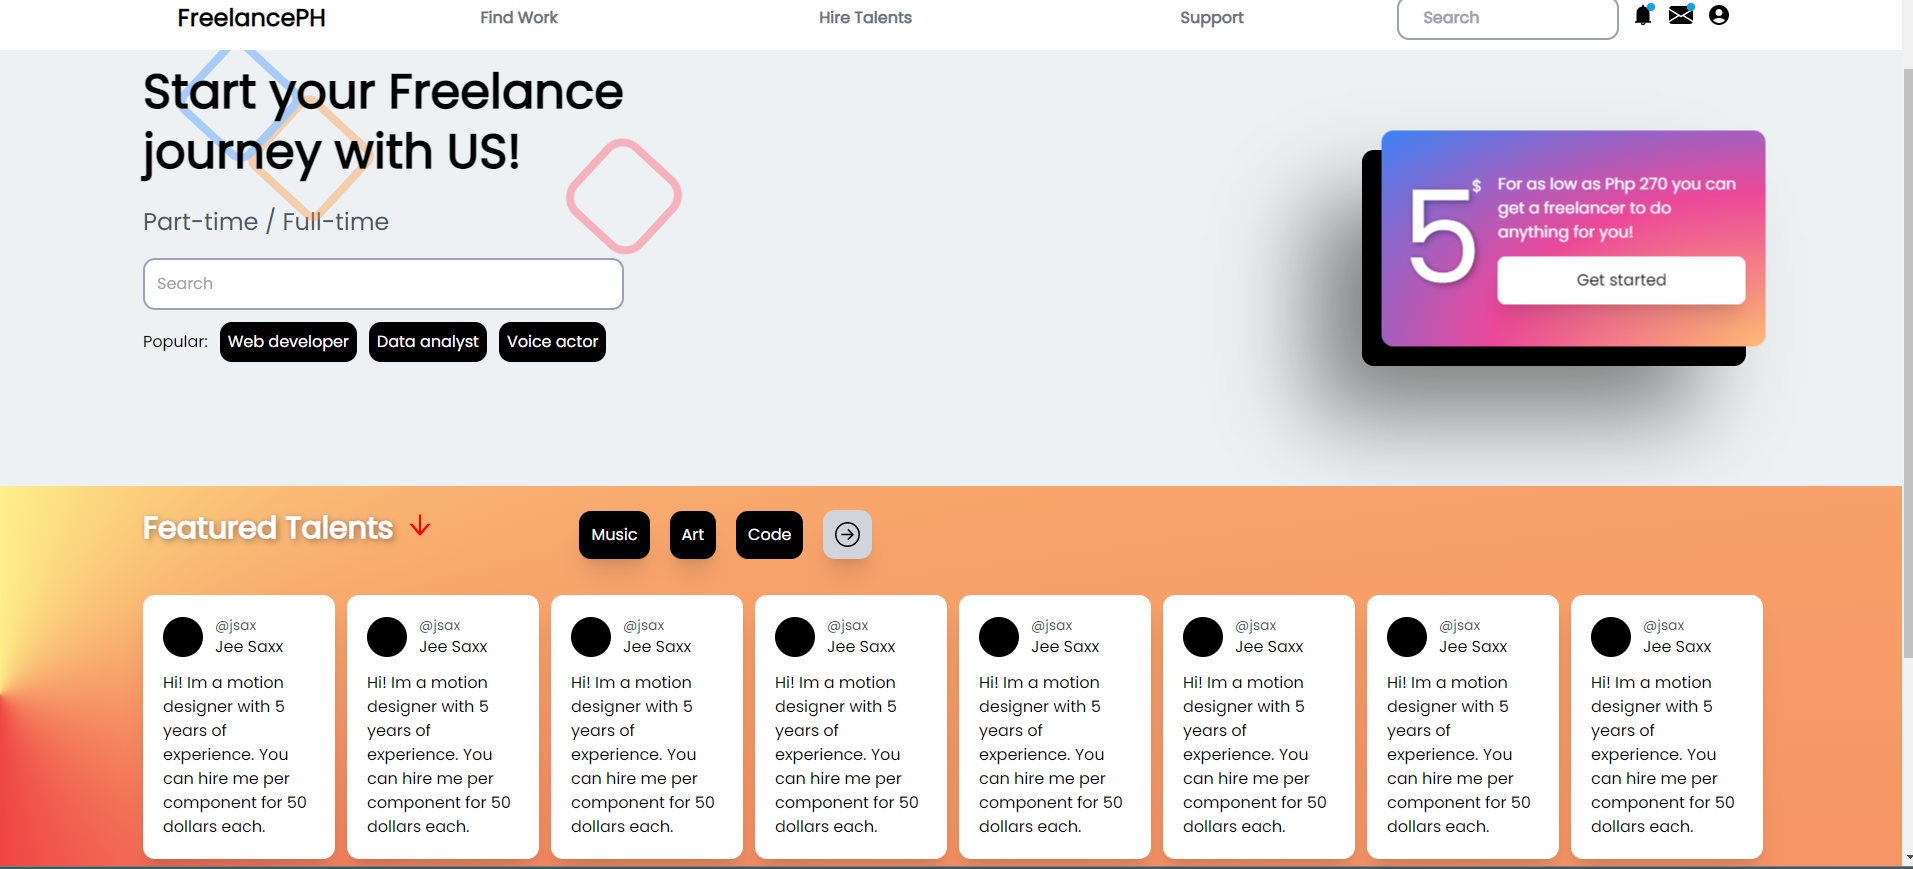 FreelancePH
Find Work
Hire Talents
Support
Search
Start your Freelance
journey with US!
Part-time / Full-time
Search
Popular: Web developer Data analyst Voice actor
5$
For as low as Php 270 you can
get a freelancer to do
anything for you!
Get started
Featured Talents
Music
Art
Code
@jsax
Jee Saxx
Hi! Im a motion
designer with 5
years of
experience. You
can hire me per
component for 50
dollars each.
@jsax
Jee Saxx
Hi! Im a motion
designer with 5
years of
experience. You
can hire me per
component for 50
dollars each.
@jsax
Jee Saxx
Hi! Im a motion
designer with 5
years of
experience. You
can hire me per
component for 50
dollars each.
@jsax
Jee Saxx
Hi! Im a motion
designer with 5
years of
experience. You
can hire me per
component for 50
dollars each.
@jsax
Jee Saxx
Hi! Im a motion
designer with 5
years of
experience. You
can hire me per
component for 50
dollars each.
@jsax
Jee Saxx
Hi! Im a motion
designer with 5
years of
experience. You
can hire me per
component for 50
dollars each.
@jsax
Jee Saxx
Hi! Im a motion
designer with 5
years of
experience. You
can hire me per
component for 50
dollars each.
@jsax
Jee Saxx
Hi! Im a motion
designer with 5
years of
experience. You
can hire me per
component for 50
dollars each.